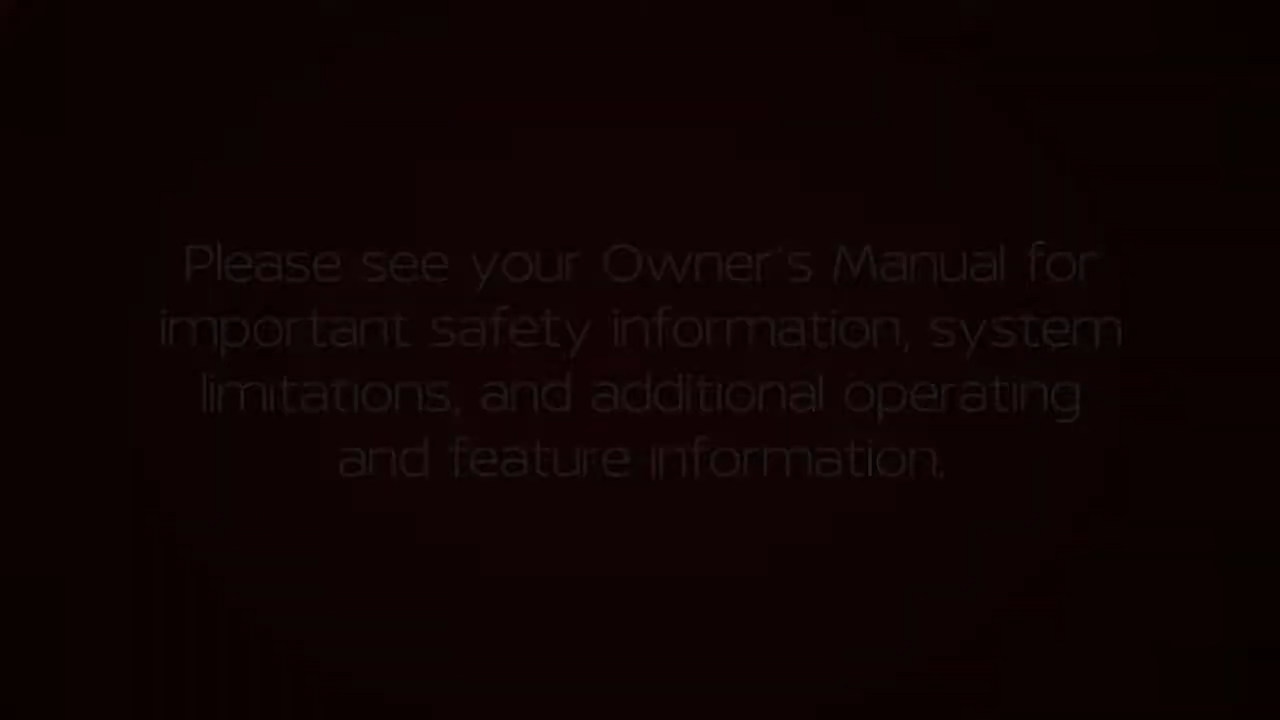 Please see your Owner's Manual for
important safety information, system
limitations, and additional operating
and feature information.